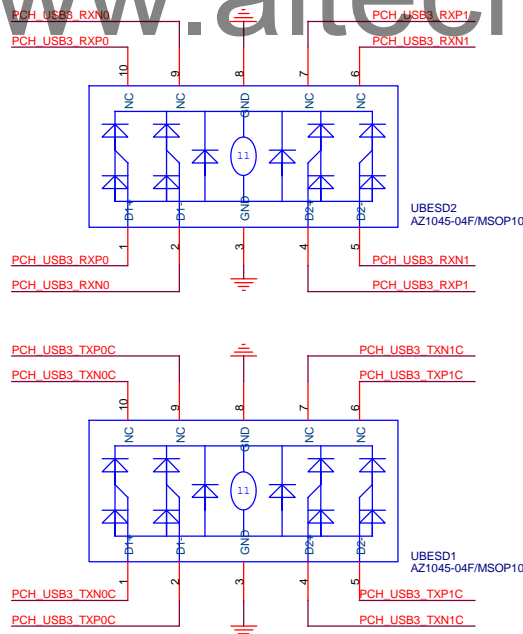 www.aitech
PCH_USB3_RXN0 PCH_USB3_RXP1
PCH_USB3_RXP0 PCH_USB3_RXN1
10 9 8 7 6
NC NC GND NC NC
11
D1+ D1- GND D2+ D2-
UBESD2
AZ1045-04F/MSOP10
1 2 3 4 5
PCH_USB3_RXP0 PCH_USB3_RXN1
PCH_USB3_RXN0 PCH_USB3_RXP1
PCH_USB3_TXP0C PCH_USB3_TXN1C
PCH_USB3_TXN0C PCH_USB3_TXP1C
10 9 8 7 6
NC NC GND NC NC
11
D1+ D1- GND D2+ D2-
UBESD1
AZ1045-04F/MSOP10
1 2 3 4 5
PCH_USB3_TXN0C PCH_USB3_TXP1C
PCH_USB3_TXP0C PCH_USB3_TXN1C